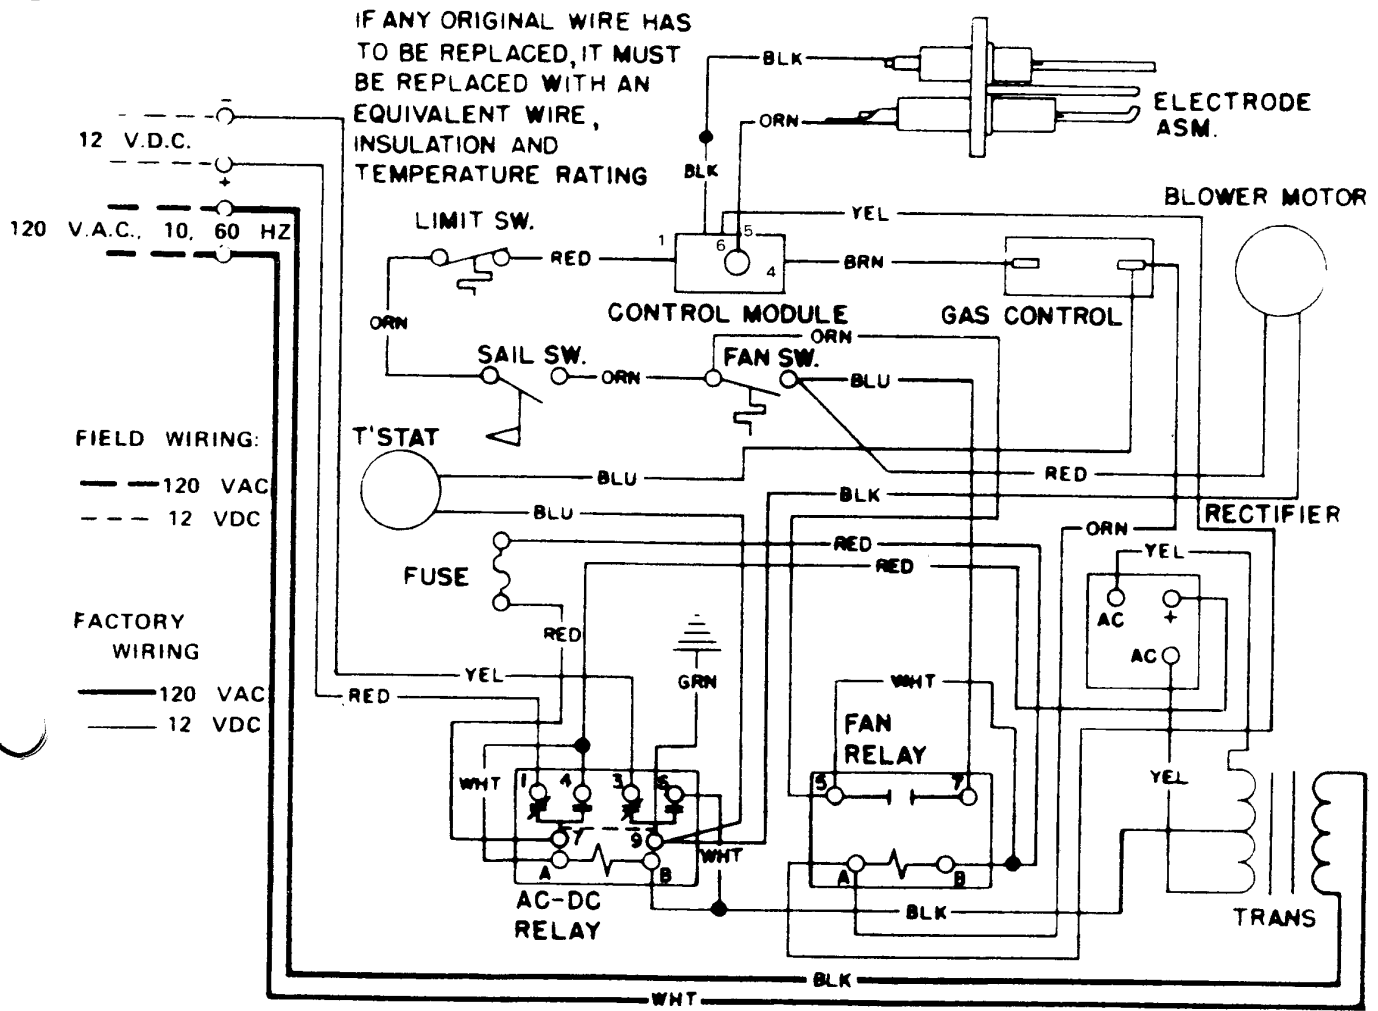 IF ANY ORIGINAL WIRE HAS
TO BE REPLACED, IT MUST
BE REPLACED WITH AN
EQUIVALENT WIRE,
INSULATION AND
TEMPERATURE RATING
BLK
ORN
ELECTRODE
ASM.
12 V.D.C.
-
+
120 V.A.C., 10, 60 HZ
BLK
LIMIT SW.
RED
1
5
6
4
YEL
BRN
CONTROL MODULE
GAS CONTROL
BLOWER MOTOR
ORN
SAIL SW.
ORN
FAN SW.
ORN
BLU
FIELD WIRING:
120 VAC
12 VDC
T'STAT
BLU
BLU
RED
BLK
RED
RED
ORN
RECTIFIER
YEL
AC
+
AC
FUSE
RED
FACTORY
WIRING
120 VAC
12 VDC
YEL
RED
GRN
WHT
FAN
RELAY
WHT
1
4
3
6
7
9
A
B
WHT
AC-DC
RELAY
5
7
A
B
YEL
BLK
TRANS
BLK
WHT